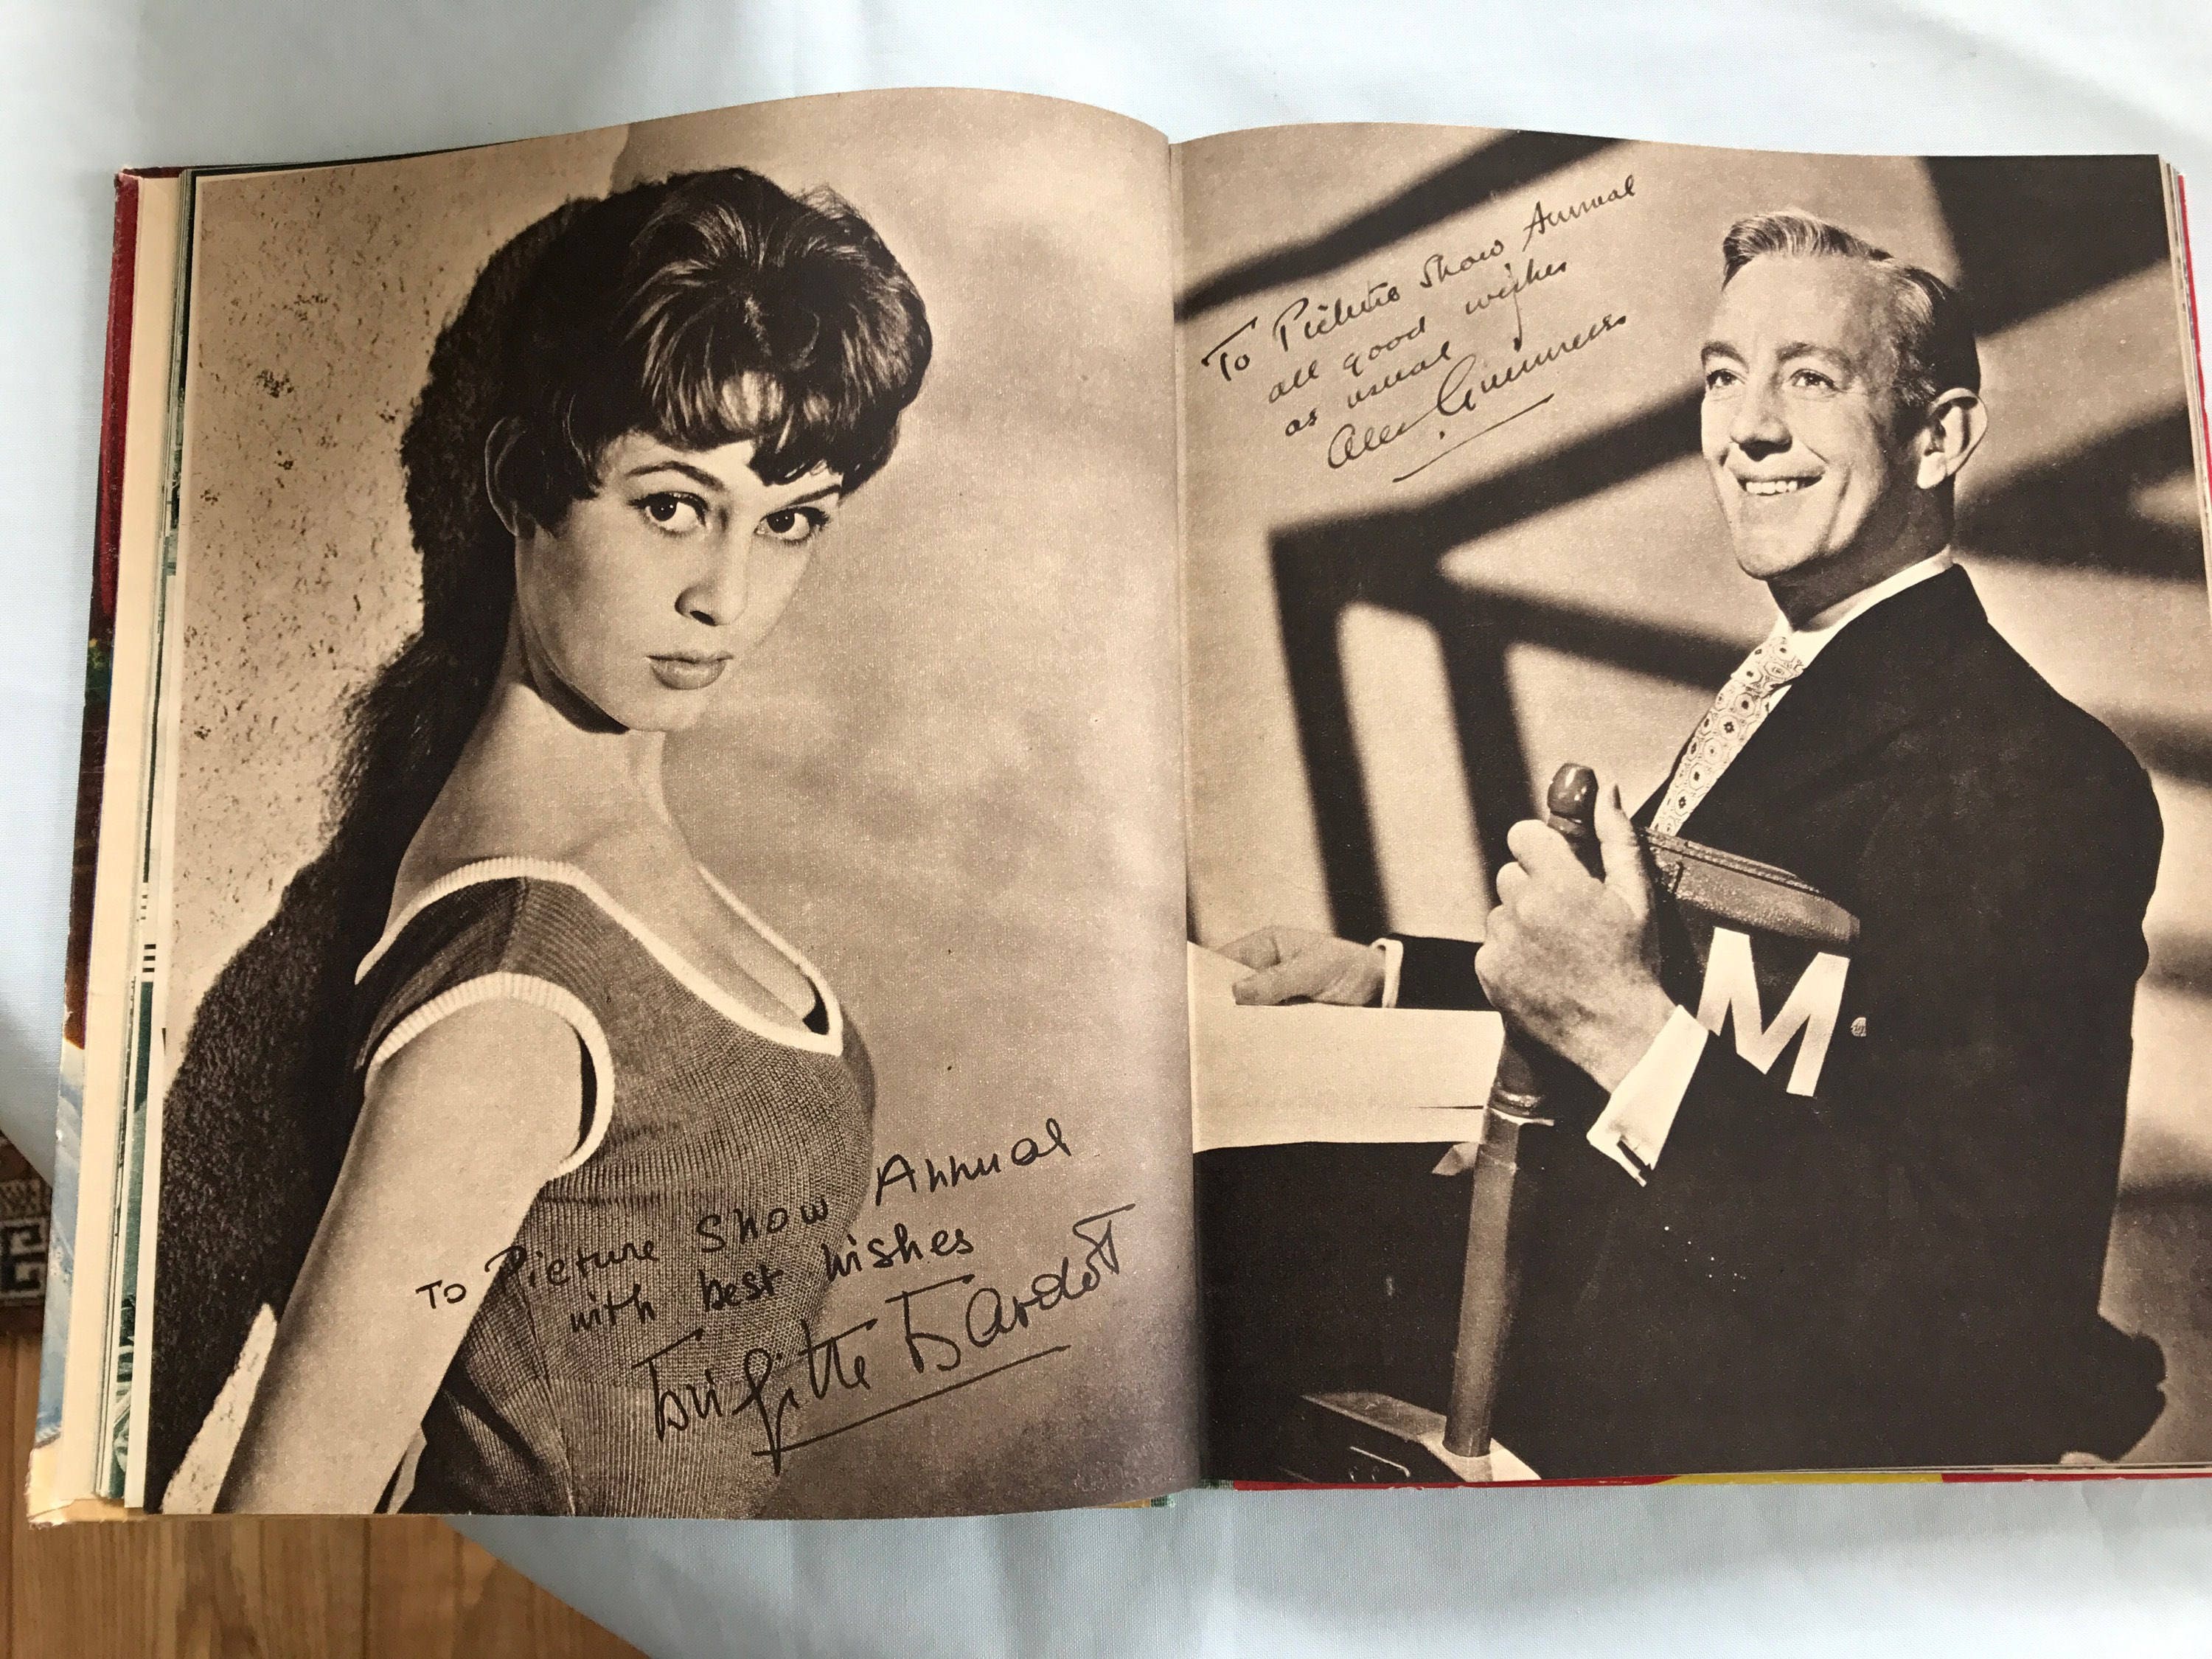 To Picture Show Annual
with best wishes
Brigitte Bardot
To Picture Show Annual
all good wishes
as usual
Alec Guinness
M